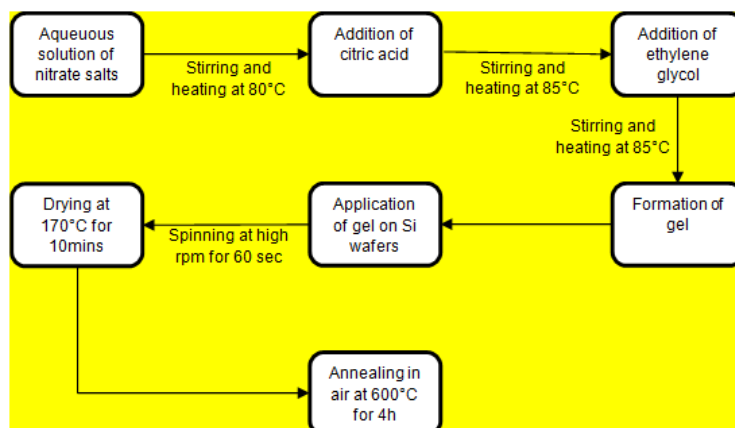 Aqueuous
solution of
nitrate salts
Stirring and
heating at 80°C
Addition of
citric acid
Stirring and
heating at 85°C
Addition of
ethylene
glycol
Stirring and
heating at 85°C
Formation of
gel
Application
of gel on Si
wafers
Spinning at high
rpm for 60 sec
Drying at
170°C for
10mins
Annealing in
air at 600°C
for 4h